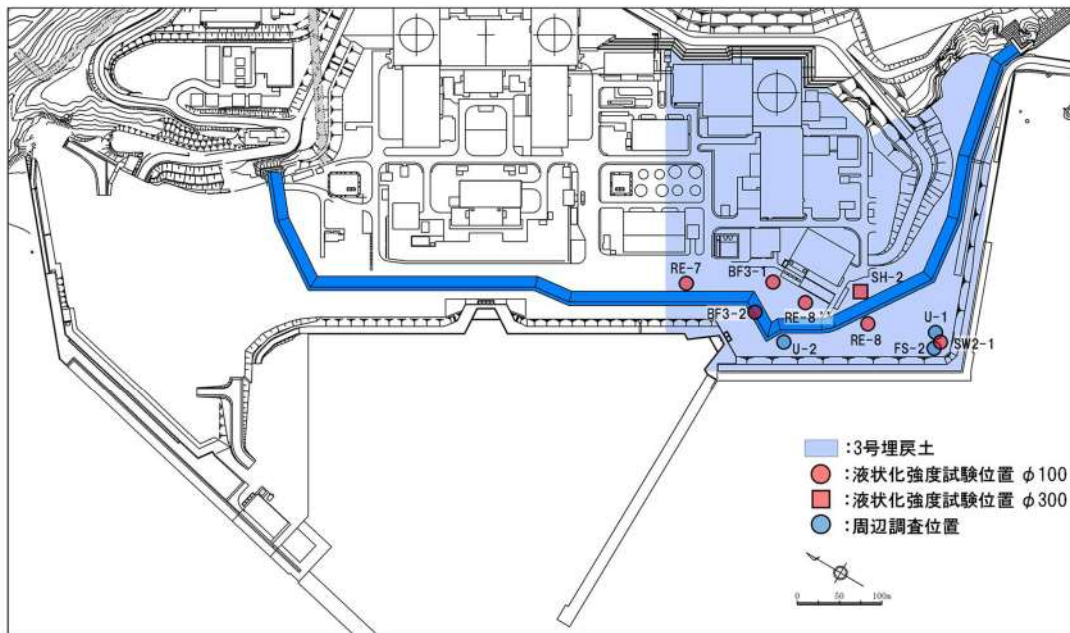 RE-7
BF3-1
SH-2
RE-8
BF3-2
RE-8
U-1
U-2
FS-2
SW2-1
:3号埋戻土
:液状化強度試験位置 φ100
:液状化強度試験位置 φ300
:周辺調査位置
0 50 100m